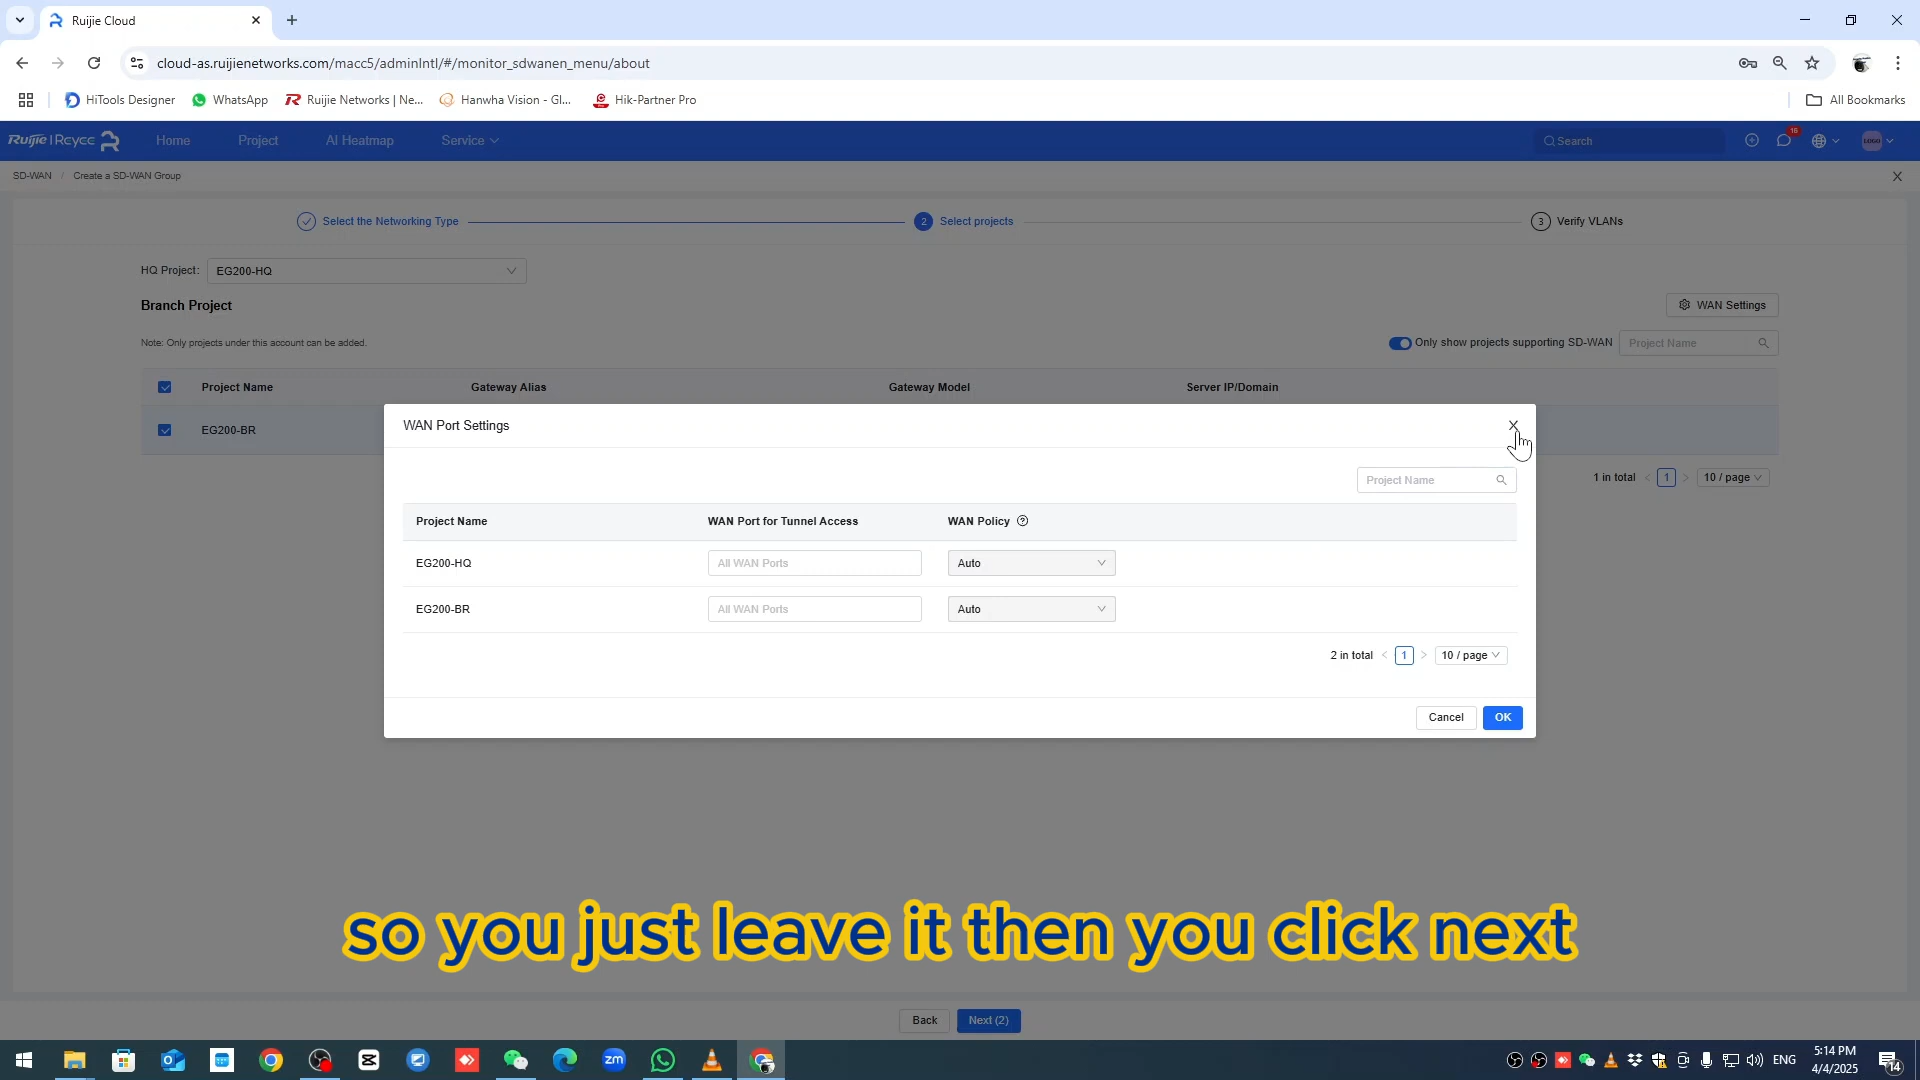 Ruijie Cloud
cloud-as.ruijienetworks.com/macc5/adminIntl/#/monitor_sdwanen_menu/about
HiTools Designer
WhatsApp
Ruijie Networks | Ne...
Hanwha Vision - Gl...
Hik-Partner Pro
All Bookmarks
Ruijie | Reyee
Home
Project
AI Heatmap
Service
Search
SD-WAN / Create a SD-WAN Group
Select the Networking Type
2 Select projects
3 Verify VLANs
HQ Project: EG200-HQ
Branch Project
WAN Settings
Note: Only projects under this account can be added.
Only show projects supporting SD-WAN
Project Name
Project Name Gateway Alias Gateway Model Server IP/Domain
EG200-BR
1 in total < 1 > 10 / page
WAN Port Settings
Project Name
Project Name WAN Port for Tunnel Access WAN Policy ?
EG200-HQ All WAN Ports Auto
EG200-BR All WAN Ports Auto
2 in total < 1 > 10 / page
Cancel OK
so you just leave it then you click next
Back Next (2)
zm
ENG
5:14 PM
4/4/2025
14